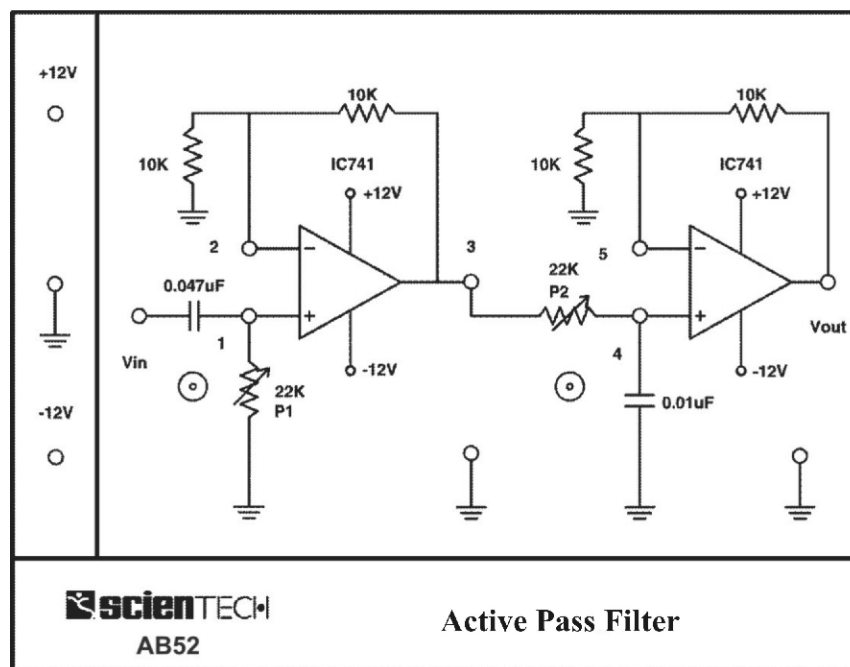 +12V
10K
10K
10K
IC741
10K
IC741
+12V
+12V
2
3
5
22K
P2
0.047uF
Vin
1
4
Vout
-12V
-12V
22K
P1
0.01uF
-12V
SCIENTECH
AB52
Active Pass Filter